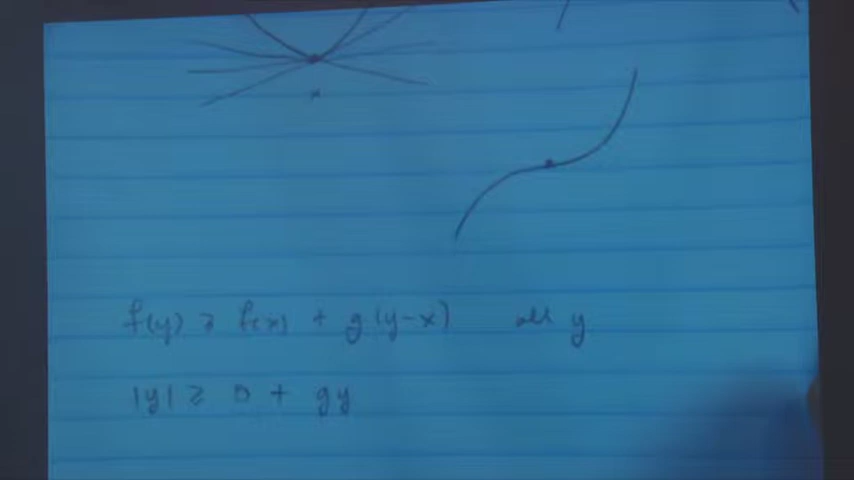 x
f(y) ≥ f(x) + g(y-x) all y
|y| ≥ 0 + gy